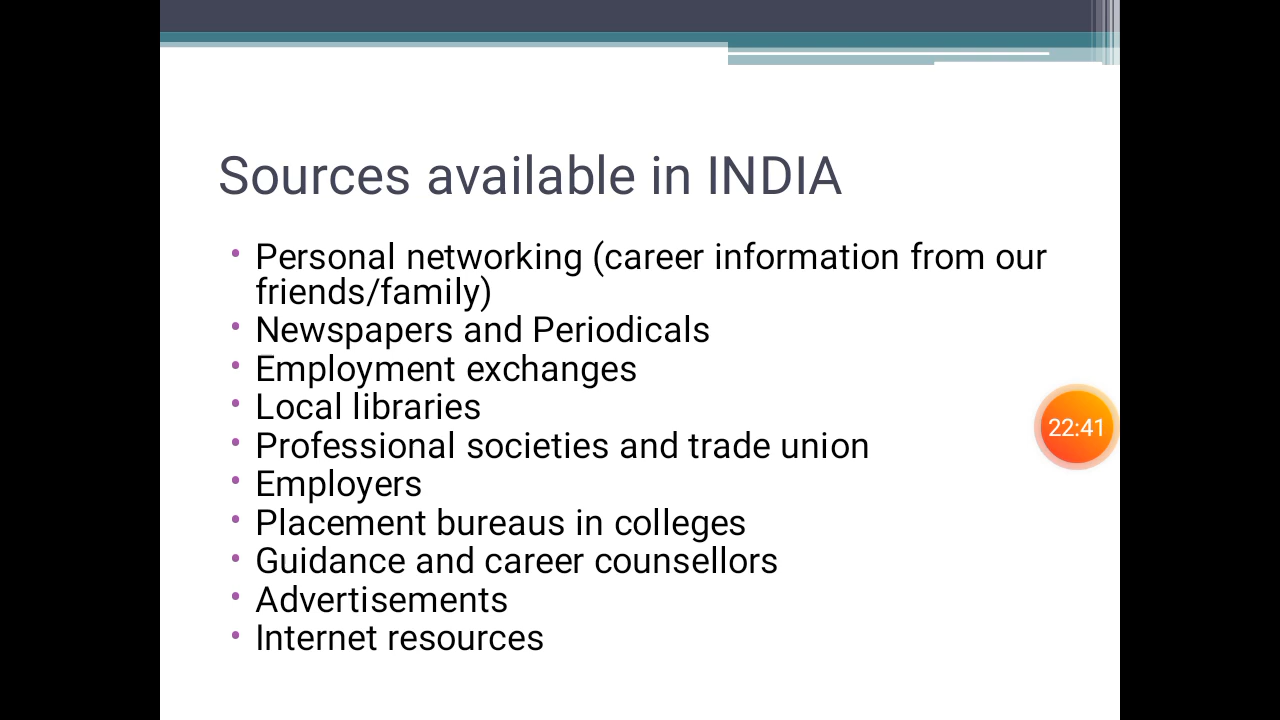 Sources available in INDIA
• Personal networking (career information from our
friends/family)
• Newspapers and Periodicals
• Employment exchanges
• Local libraries
• Professional societies and trade union
22:41
• Employers
• Placement bureaus in colleges
• Guidance and career counsellors
• Advertisements
• Internet resources